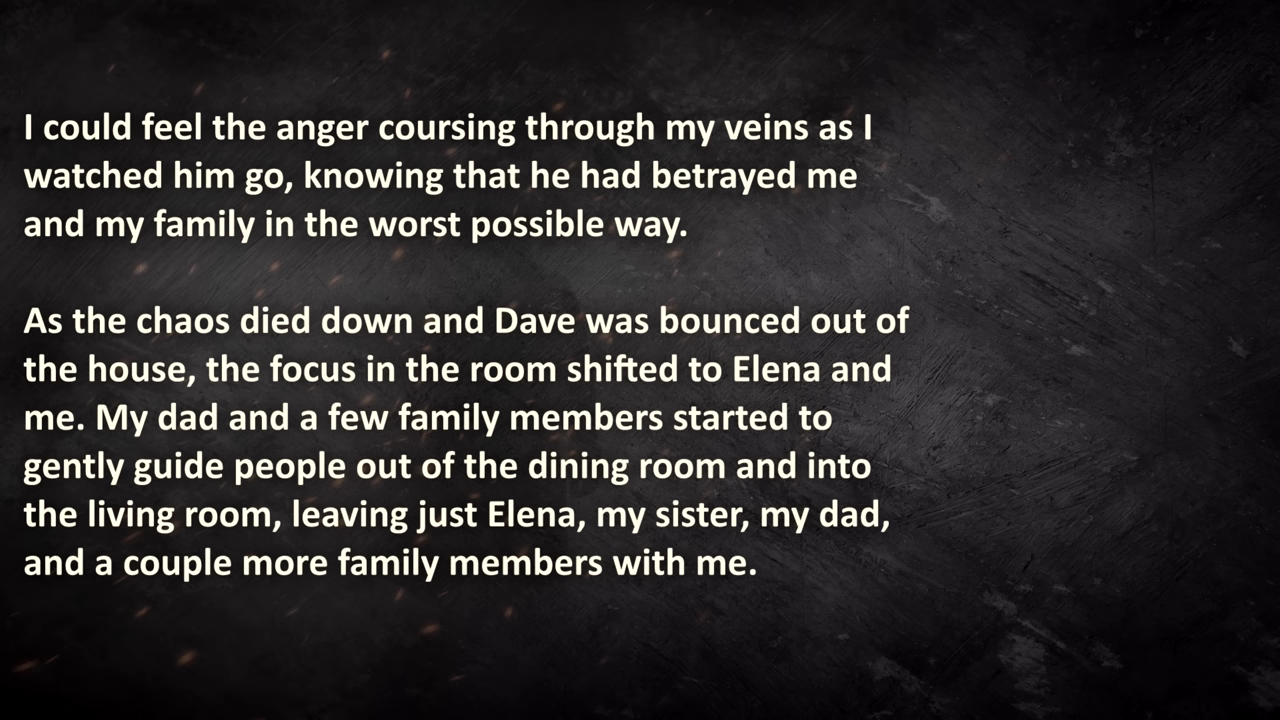 I could feel the anger coursing through my veins as I
watched him go, knowing that he had betrayed me
and my family in the worst possible way.
As the chaos died down and Dave was bounced out of
the house, the focus in the room shifted to Elena and
me. My dad and a few family members started to
gently guide people out of the dining room and into
the living room, leaving just Elena, my sister, my dad,
and a couple more family members with me.